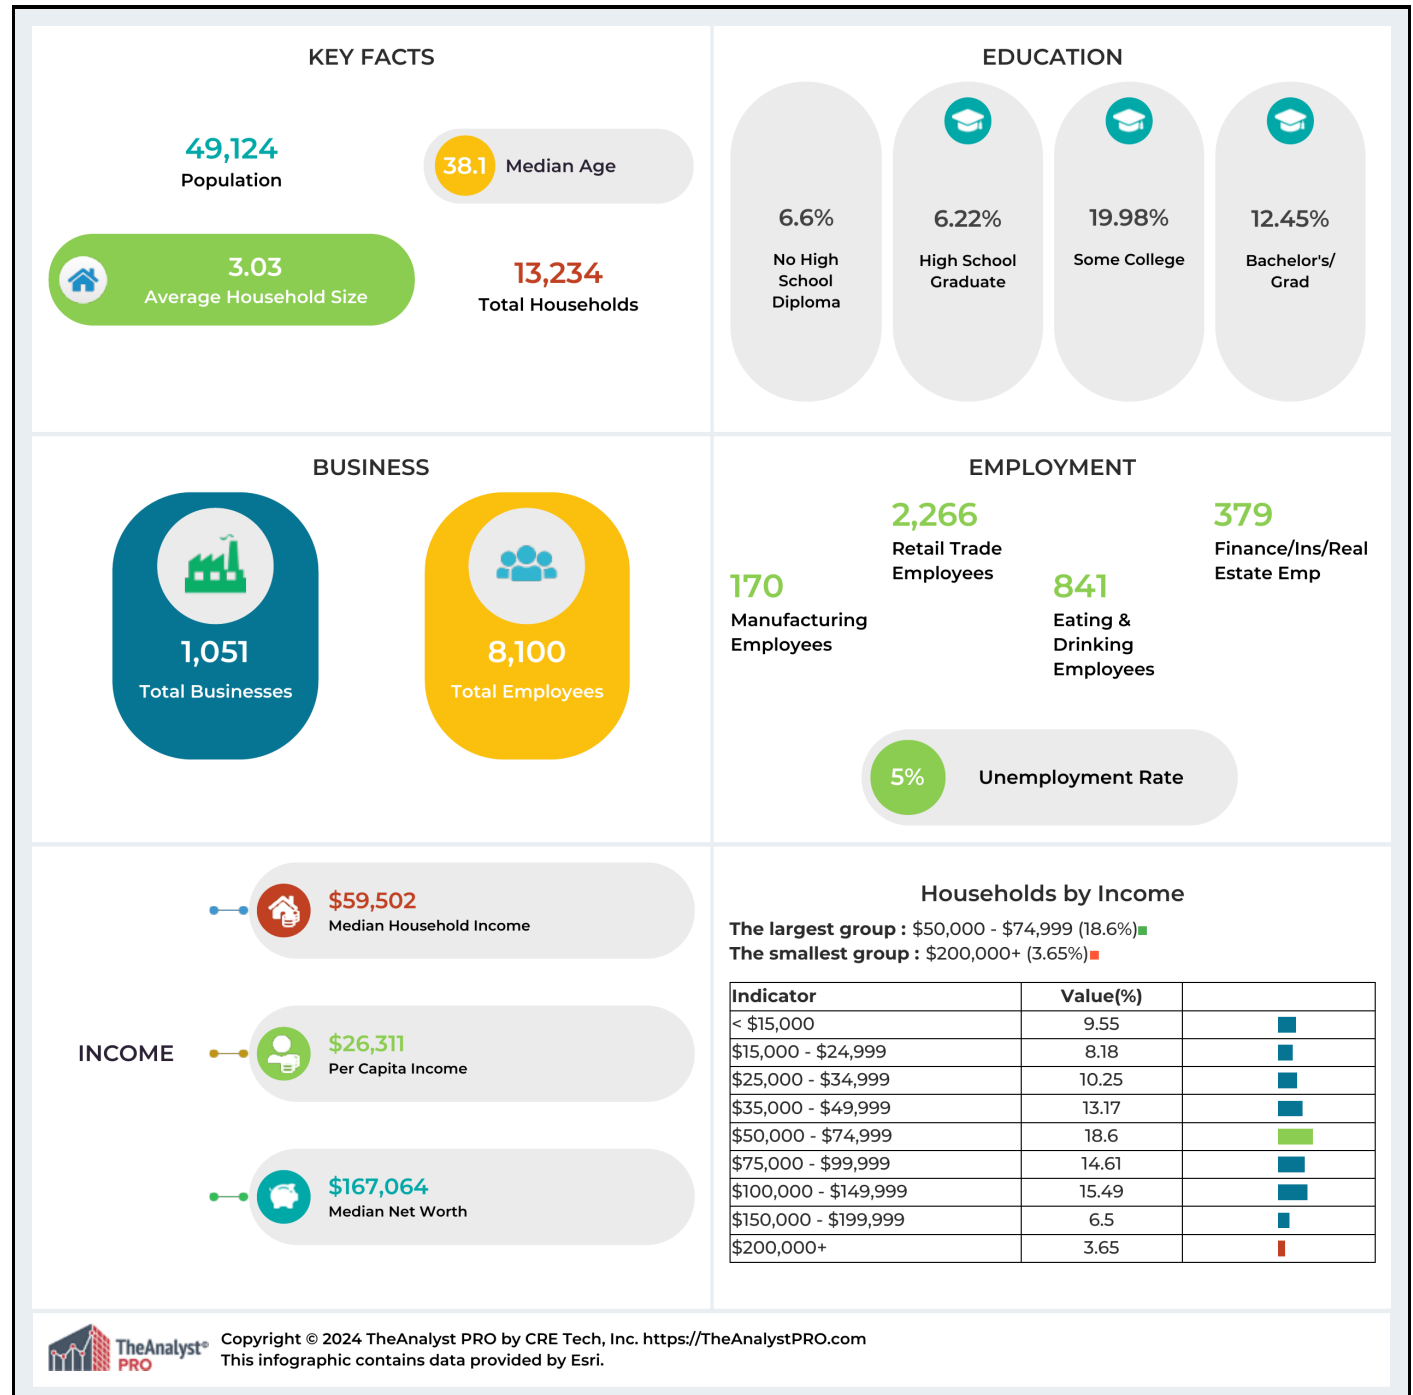 KEY FACTS
49,124
Population
38.1 Median Age
3.03
Average Household Size
13,234
Total Households
EDUCATION
6.6%
No High
School
Diploma
6.22%
High School
Graduate
19.98%
Some College
12.45%
Bachelor's/
Grad
BUSINESS
1,051
Total Businesses
8,100
Total Employees
EMPLOYMENT
170
Manufacturing
Employees
2,266
Retail Trade
Employees
841
Eating &
Drinking
Employees
379
Finance/Ins/Real
Estate Emp
5% Unemployment Rate
INCOME
$59,502
Median Household Income
$26,311
Per Capita Income
$167,064
Median Net Worth
Households by Income
The largest group : $50,000 - $74,999 (18.6%)
The smallest group : $200,000+ (3.65%)
Indicator Value(%)
< $15,000 9.55
$15,000 - $24,999 8.18
$25,000 - $34,999 10.25
$35,000 - $49,999 13.17
$50,000 - $74,999 18.6
$75,000 - $99,999 14.61
$100,000 - $149,999 15.49
$150,000 - $199,999 6.5
$200,000+ 3.65
TheAnalyst®
PRO
Copyright © 2024 TheAnalyst PRO by CRE Tech, Inc. https://TheAnalystPRO.com
This infographic contains data provided by Esri.